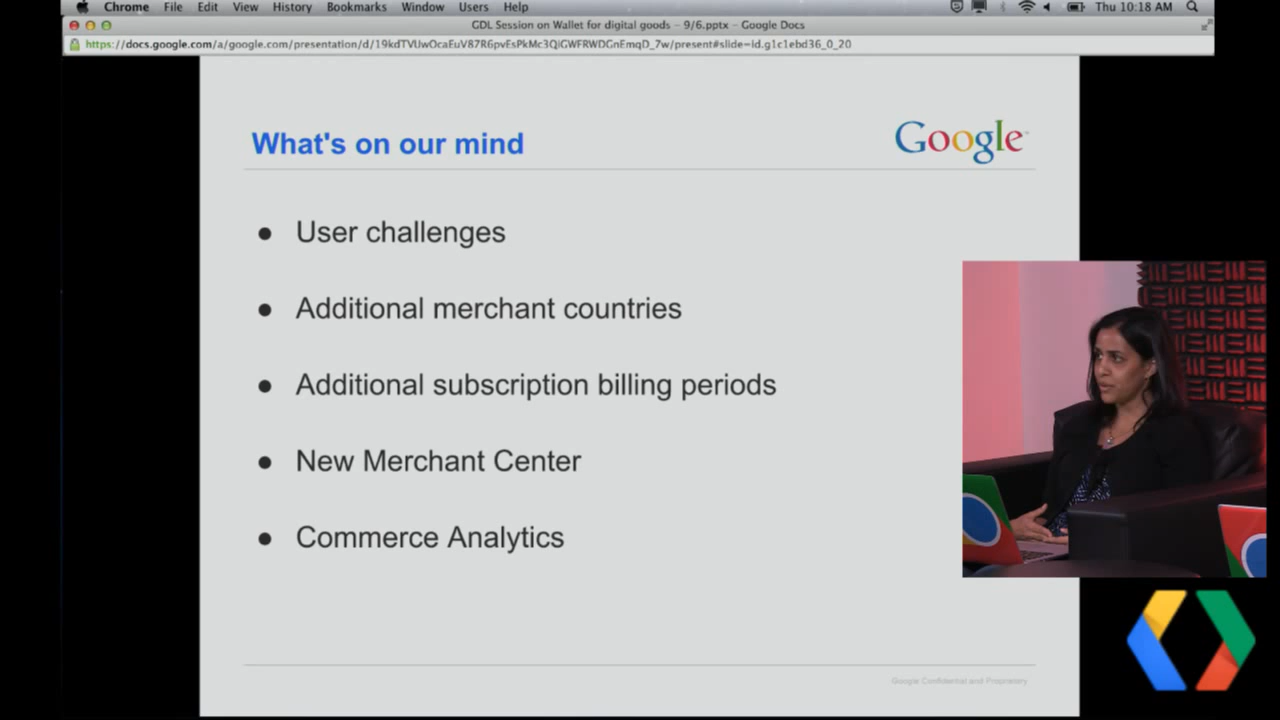 Chrome File Edit View History Bookmarks Window Users Help Thu 10:18 AM
GDL Session on Wallet for digital goods – 9/6.pptx – Google Docs
https://docs.google.com/a/google.com/presentation/d/19kdTVUwOcaEuV87R6pvEsPkMc3QiGWFRWDGnEmqD_7w/present#slide=id.g1c1ebd36_0_20
What's on our mind
Google
● User challenges
● Additional merchant countries
● Additional subscription billing periods
● New Merchant Center
● Commerce Analytics
Google Confidential and Proprietary